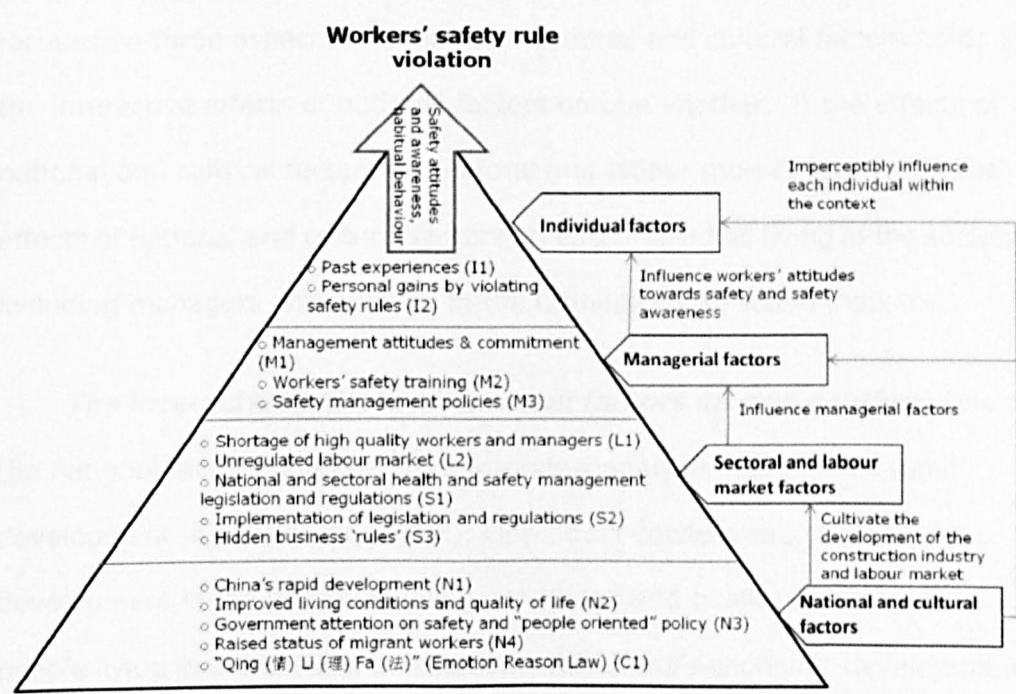 Workers' safety rule
violation
Safety attitudes
and awareness,
habitual behaviour
Imperceptibly influence
each individual within
the context
Individual factors
Past experiences (I1)
Personal gains by violating
safety rules (I2)
Influence workers' attitudes
towards safety and safety
awareness
Management attitudes & commitment
(M1)
Workers' safety training (M2)
Safety management policies (M3)
Managerial factors
Influence managerial factors
Shortage of high quality workers and managers (L1)
Unregulated labour market (L2)
National and sectoral health and safety management
legislation and regulations (S1)
Implementation of legislation and regulations (S2)
Hidden business 'rules' (S3)
Sectoral and labour
market factors
Cultivate the
development of the
construction industry
and labour market
China's rapid development (N1)
Improved living conditions and quality of life (N2)
Government attention on safety and "people oriented" policy (N3)
Raised status of migrant workers (N4)
"Qing (情) Li (理) Fa (法)" (Emotion Reason Law) (C1)
National and cultural
factors